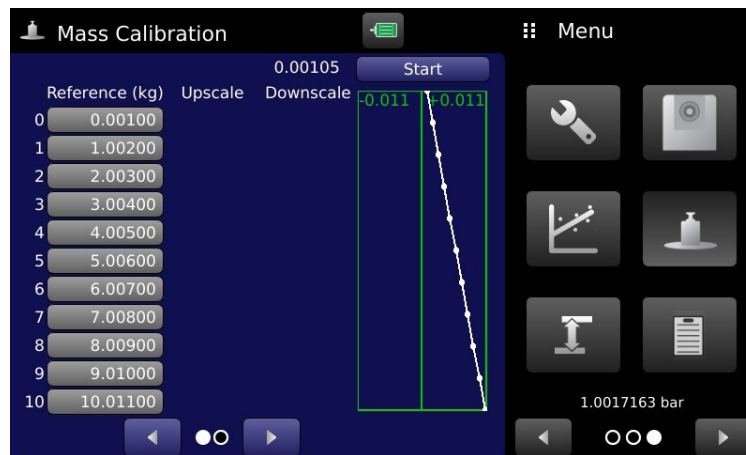 Mass Calibration
Menu
0.00105 Start
Reference (kg) Upscale Downscale -0.011 +0.011
0 0.00100
1 1.00200
2 2.00300
3 3.00400
4 4.00500
5 5.00600
6 6.00700
7 7.00800
8 8.00900
9 9.01000
10 10.01100
1.0017163 bar